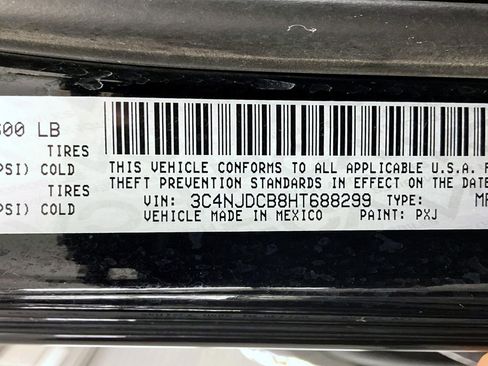 600 LB
TIRES
PSI) COLD
THIS VEHICLE CONFORMS TO ALL APPLICABLE U.S.A.
TIRES
THEFT PREVENTION STANDARDS IN EFFECT ON THE DATE
PSI) COLD
VIN: 3C4NJDCB8HT688299 TYPE:
VEHICLE MADE IN MEXICO PAINT: PXJ